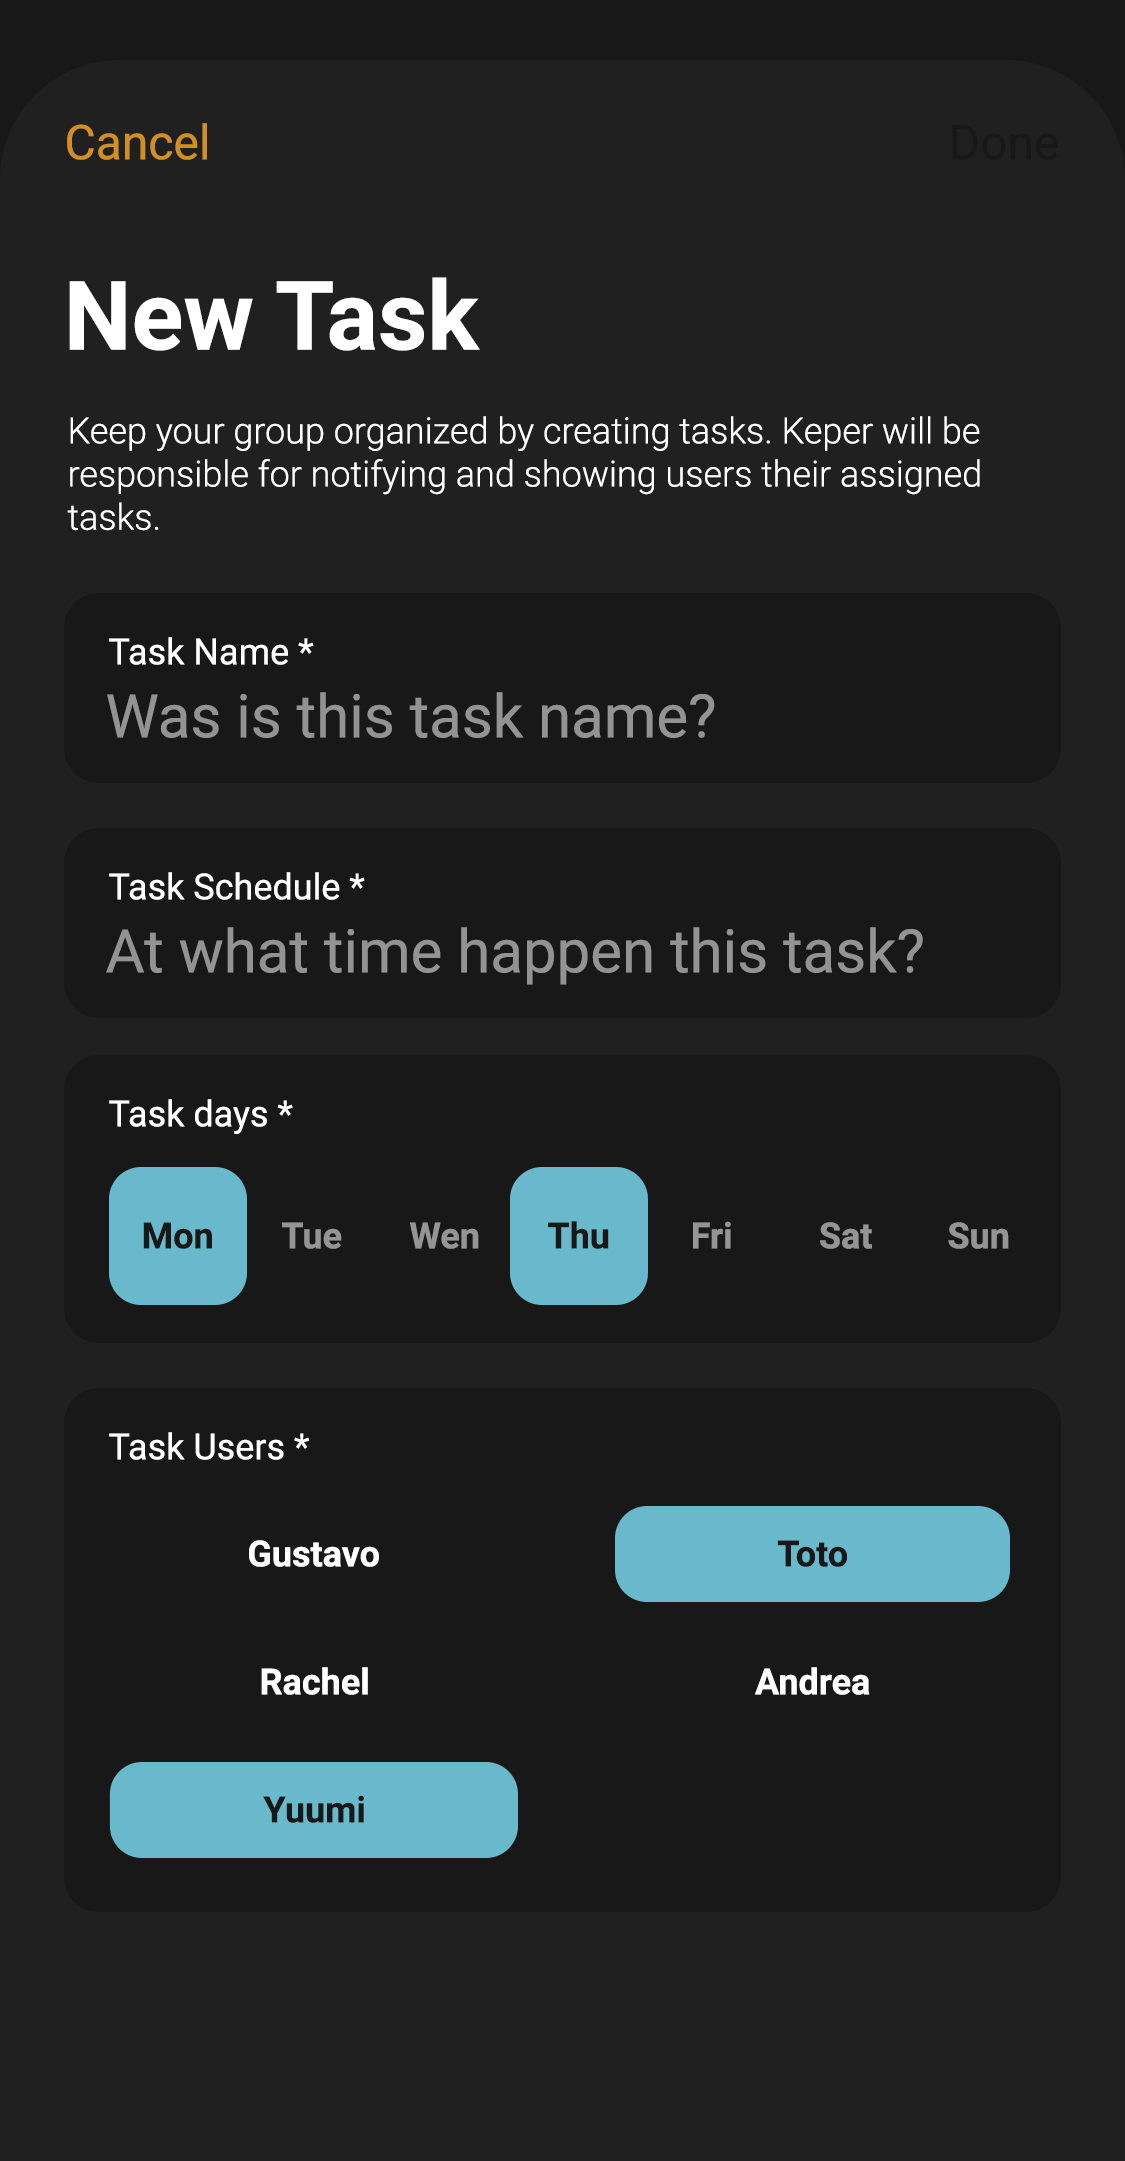 Cancel
Done
New Task
Keep your group organized by creating tasks. Keper will be
responsible for notifying and showing users their assigned
tasks.
Task Name *
Was is this task name?
Task Schedule *
At what time happen this task?
Task days *
Mon Tue Wen Thu Fri Sat Sun
Task Users *
Gustavo Toto
Rachel Andrea
Yuumi